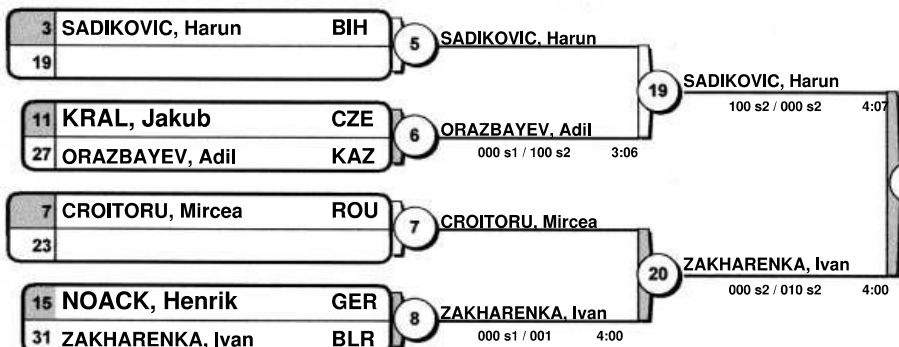 3 SADIKOVIC, Harun BIH
19
5 SADIKOVIC, Harun
11 KRAL, Jakub CZE
27 ORAZBAYEV, Adil KAZ
6 ORAZBAYEV, Adil
000 s1 / 100 s2 3:06
19 SADIKOVIC, Harun
100 s2 / 000 s2 4:07
7 CROITORU, Mircea ROU
23
7 CROITORU, Mircea
15 NOACK, Henrik GER
31 ZAKHARENKA, Ivan BLR
8 ZAKHARENKA, Ivan
000 s1 / 001 4:00
20 ZAKHARENKA, Ivan
000 s2 / 010 s2 4:00